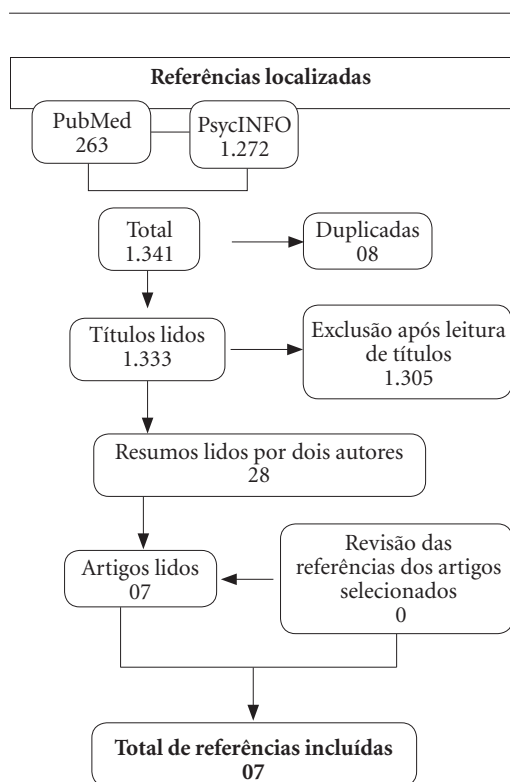 Referências localizadas
PubMed
263
PsycINFO
1.272
Total
1.341
Duplicadas
08
Títulos lidos
1.333
Exclusão após leitura
de títulos
1.305
Resumos lidos por dois autores
28
Artigos lidos
07
Revisão das
referências dos artigos
selecionados
0
Total de referências incluídas
07